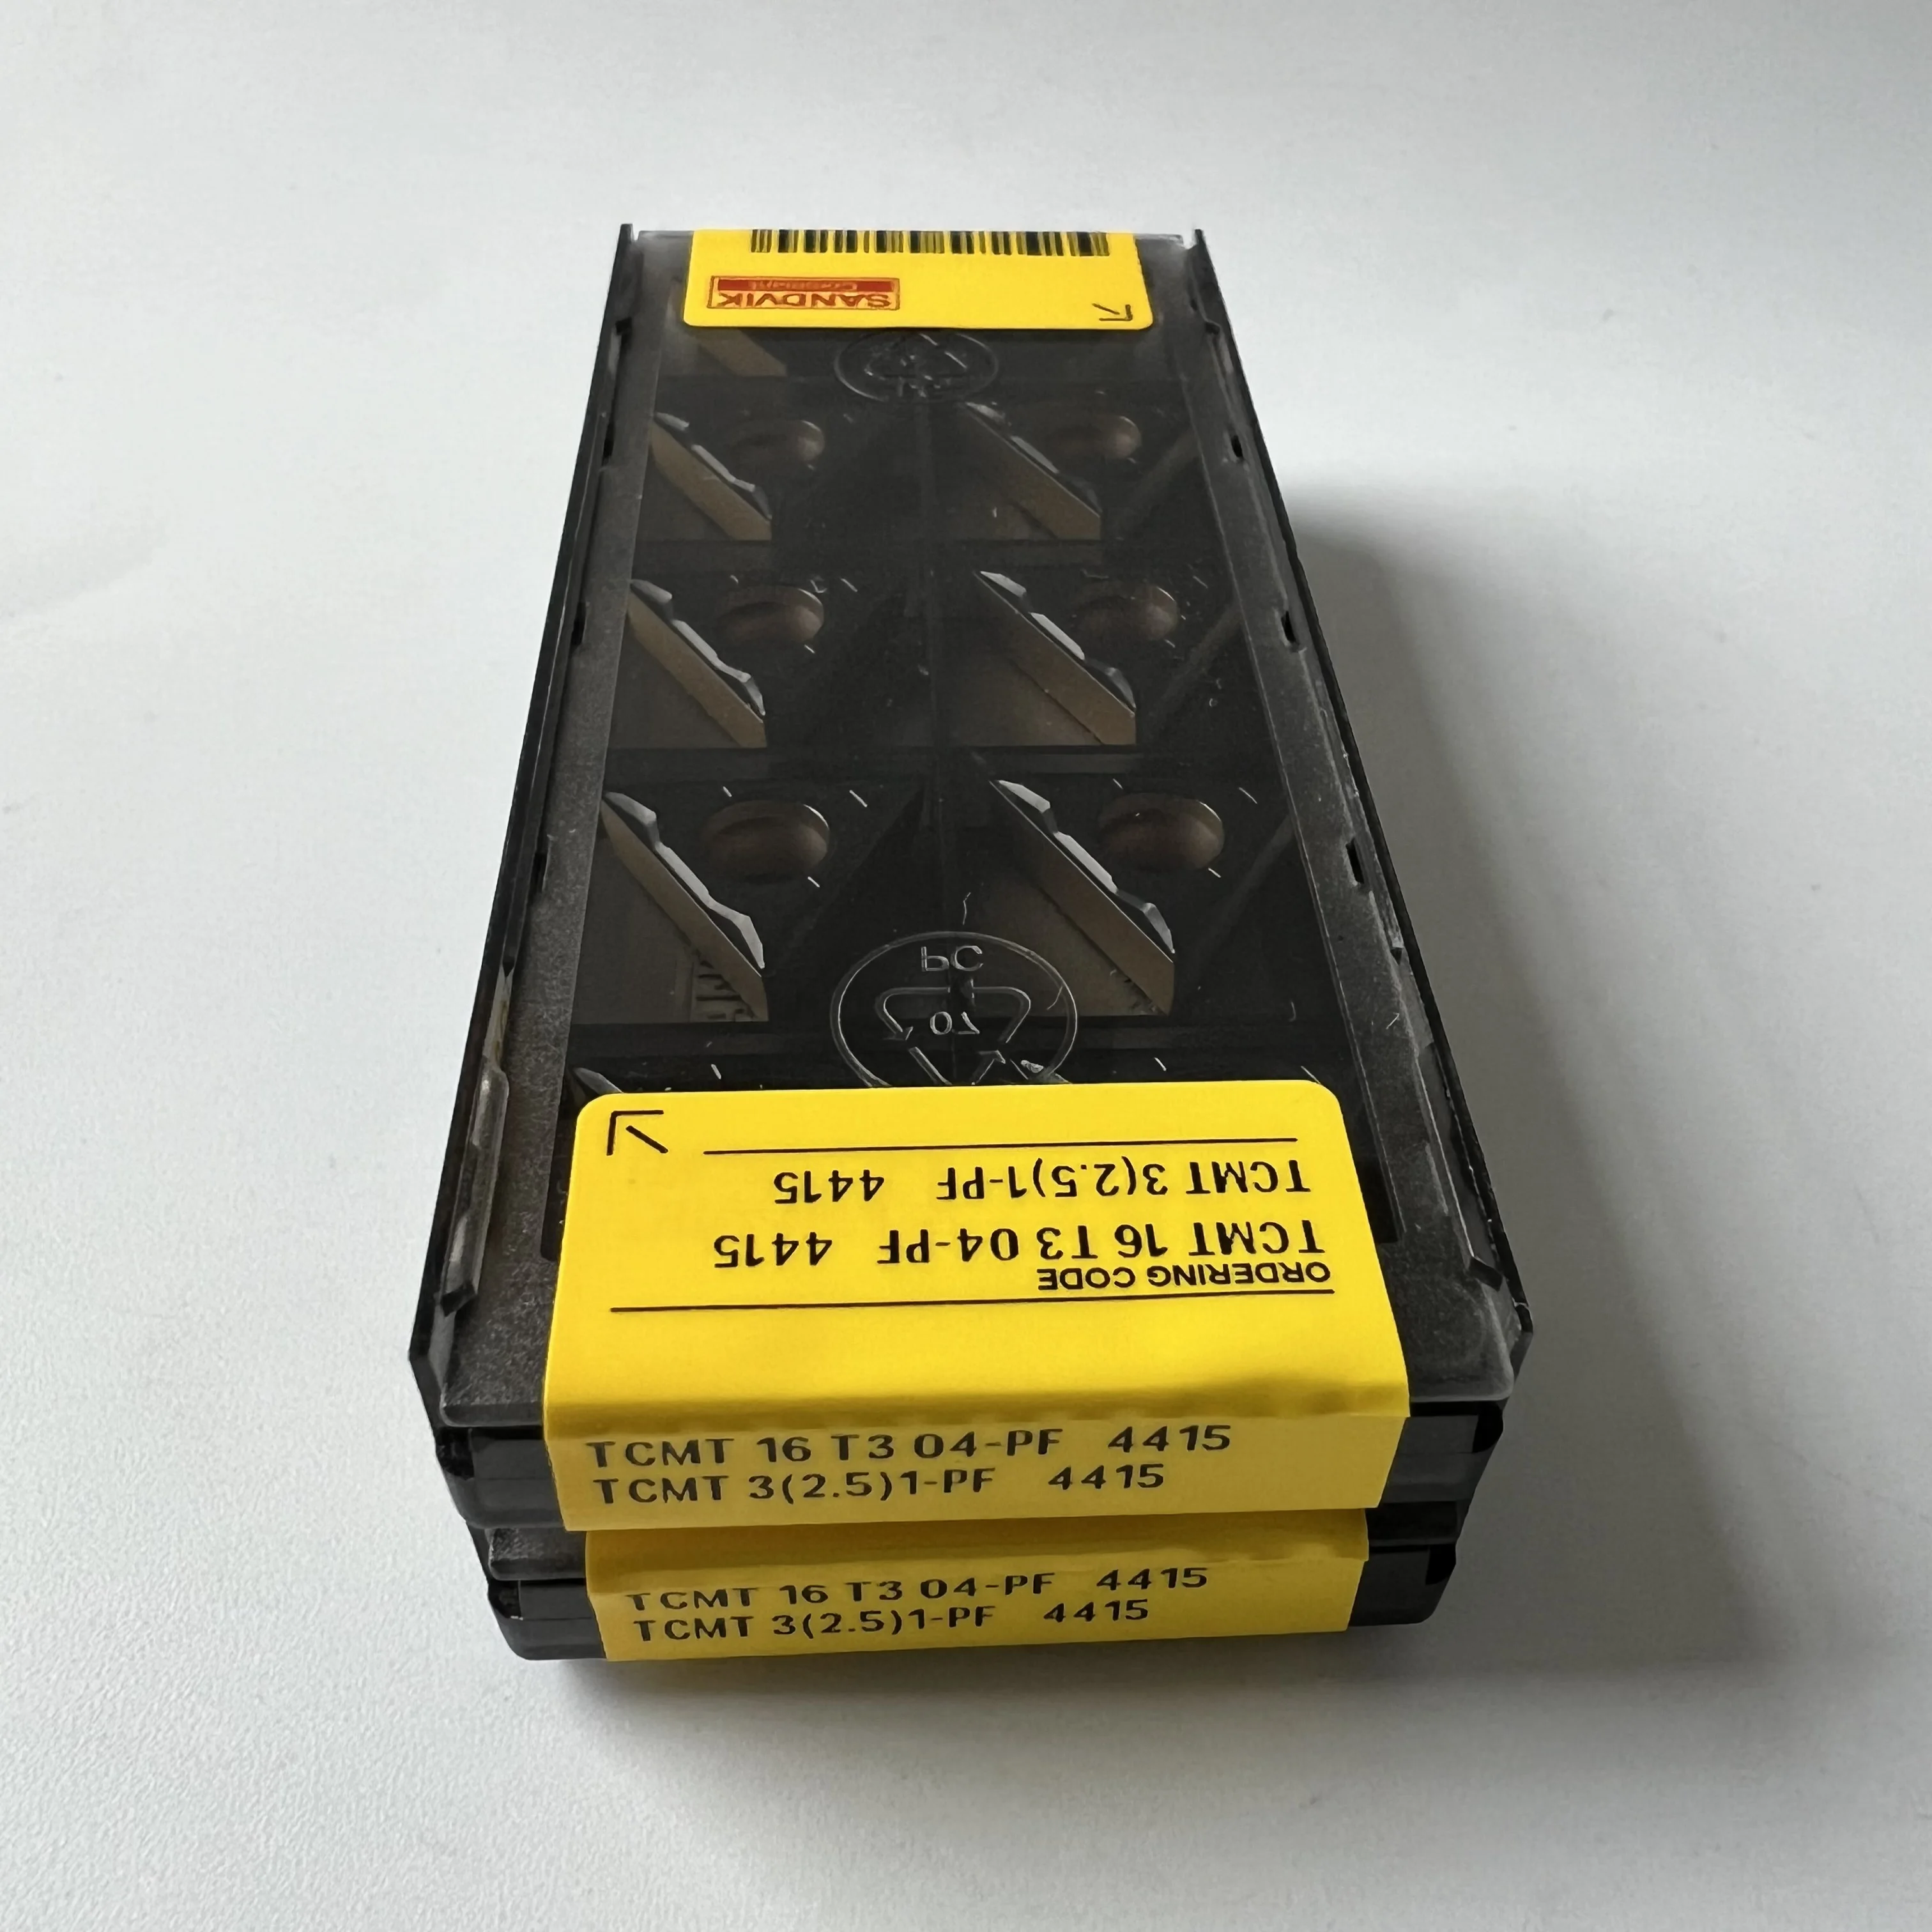 SANDVIK
Coromant
PC
70
TCMT 3(2.5)1-PF 4415
TCMT 16 T3 04-PF 4415
ORDERING CODE
TCMT 16 T3 04-PF 4415
TCMT 3(2.5)1-PF 4415
TCMT 16 T3 04-PF 4415
TCMT 3(2.5)1-PF 4415